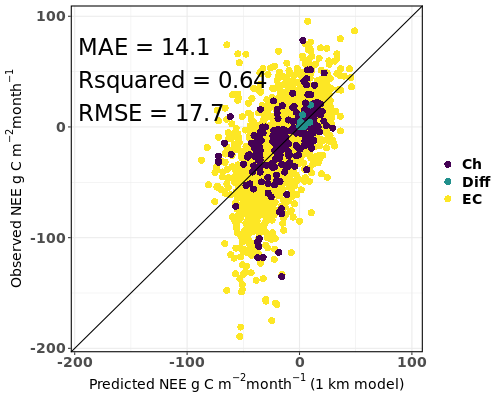 MAE = 14.1
Rsquared = 0.64
RMSE = 17.7
Observed NEE g C m⁻²month⁻¹
100
0
-100
-200
-200 -100 0 100
Predicted NEE g C m⁻²month⁻¹ (1 km model)
Ch
Diff
EC